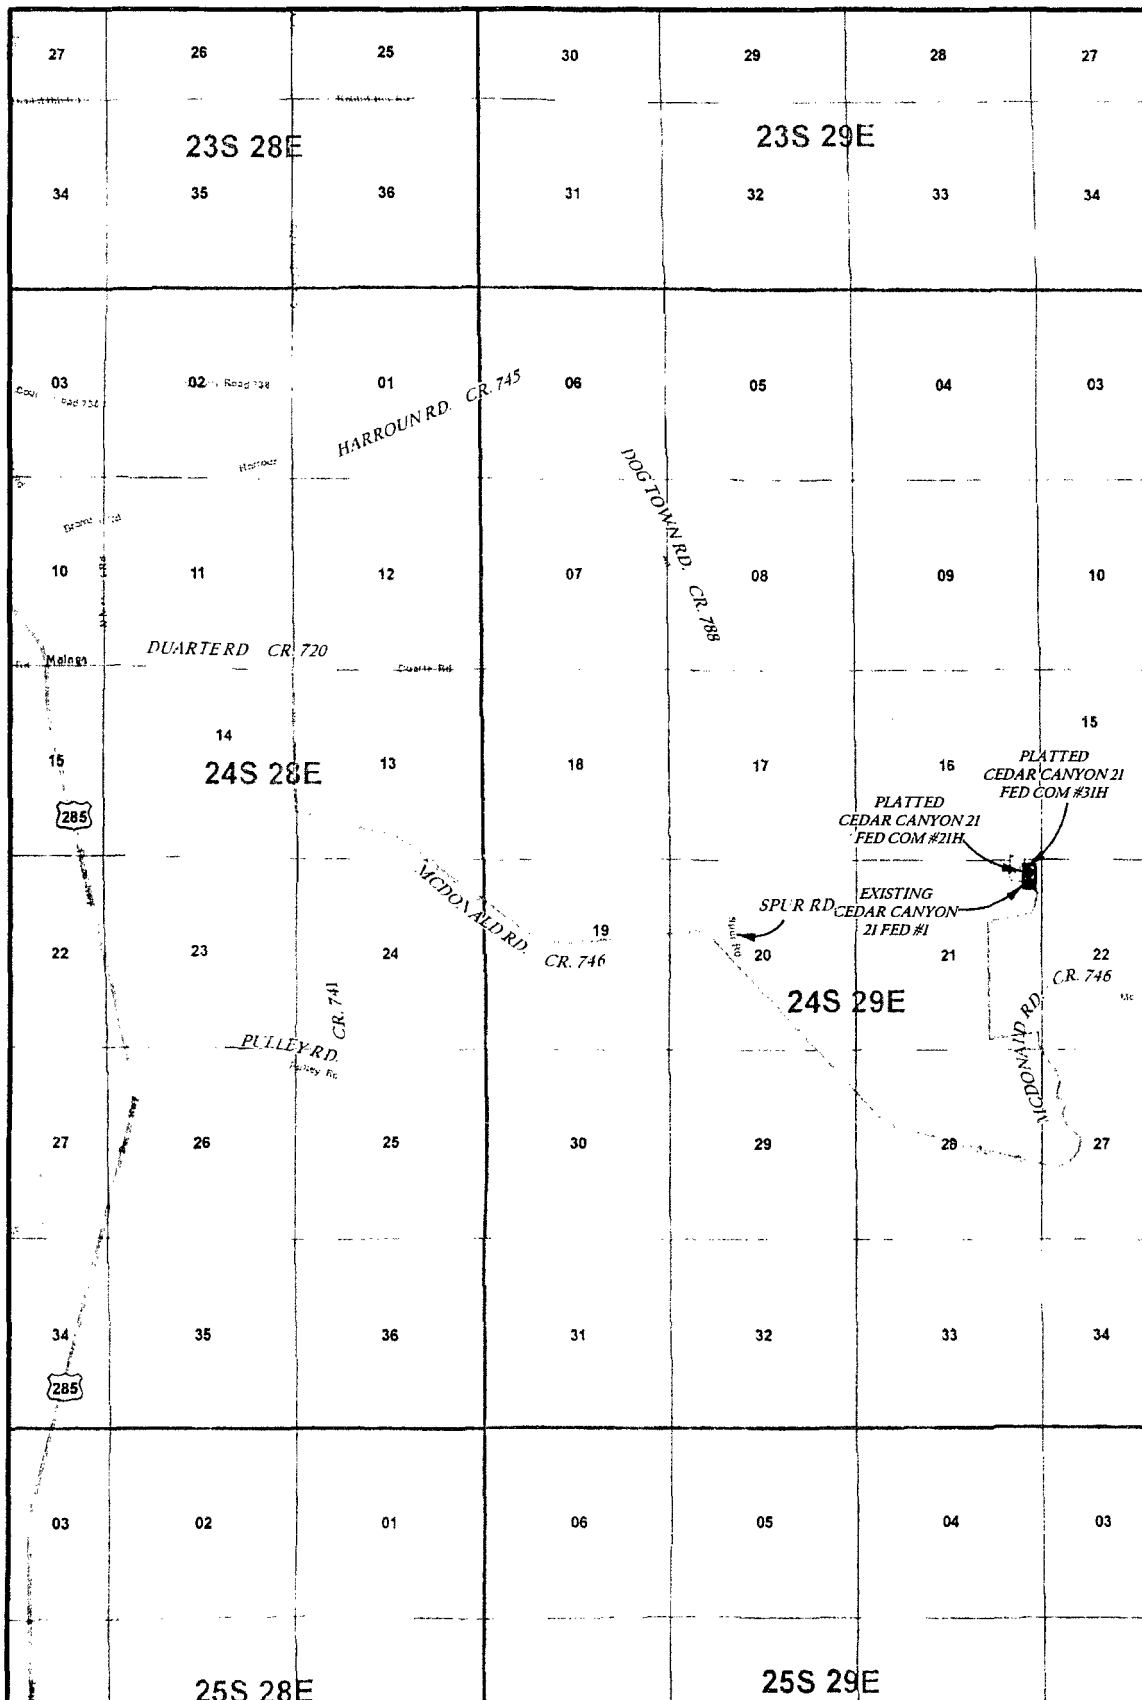 27 26 25 30 29 28 27
23S 28E 23S 29E
34 35 36 31 32 33 34
03 02 Road 738 01 06 05 04 03
HARROUN RD. CR. 745
DOG TOWN RD. CR. 788
10 11 12 07 08 09 10
DUARTE RD CR 720
Malaga
Duarte Rd
14 15
15 13 18 17 16
24S 28E
PLATTED
CEDAR CANYON 21
FED COM #31H
285
PLATTED
CEDAR CANYON 21
FED COM #21H
MCDONALD RD.
CR. 746
EXISTING
CEDAR CANYON
21 FED #1
SPUR RD.
Spur Rd
22 23 24 19 20 21 22
CR. 746
MCDONALD RD.
24S 29E
CR. 741
PULLEY RD.
Pulley Rd
27 26 25 30 29 28 27
34 35 36 31 32 33 34
285
03 02 01 06 05 04 03
25S 28E 25S 29E